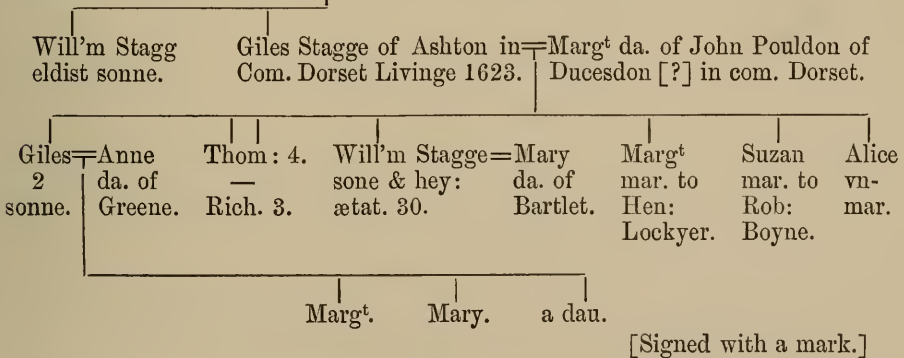 Will'm Stagg
eldist sonne.
Giles Stagge of Ashton in=Margᵗ da. of John Pouldon of
Com. Dorset Livinge 1623. Ducesdon [?] in com. Dorset.
Giles=Anne
2 da. of
sonne. Greene.
Thom: 4.
—
Rich. 3.
Will'm Stagge=Mary
sone & hey: da. of
ætat. 30. Bartlet.
Margᵗ
mar. to
Hen:
Lockyer.
Suzan
mar. to
Rob:
Boyne.
Alice
vn-
mar.
Margᵗ. Mary. a dau.
[Signed with a mark.]